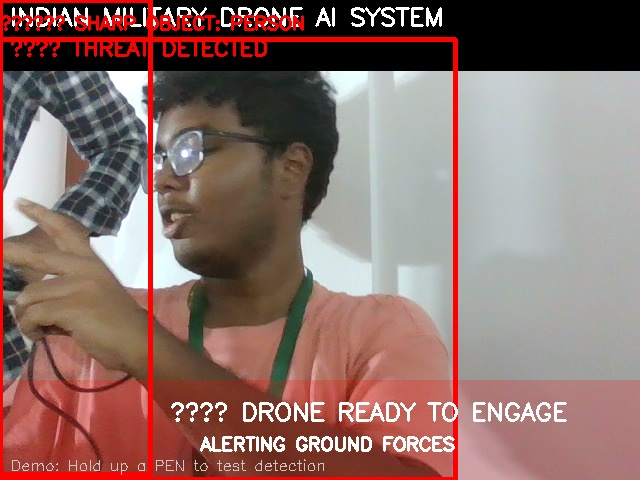 INDIAN MILITARY DRONE AI SYSTEM
?????? SHARP OBJECT: PERSON
???? THREAT DETECTED
???? DRONE READY TO ENGAGE
ALERTING GROUND FORCES
Demo: Hold up a PEN to test detection